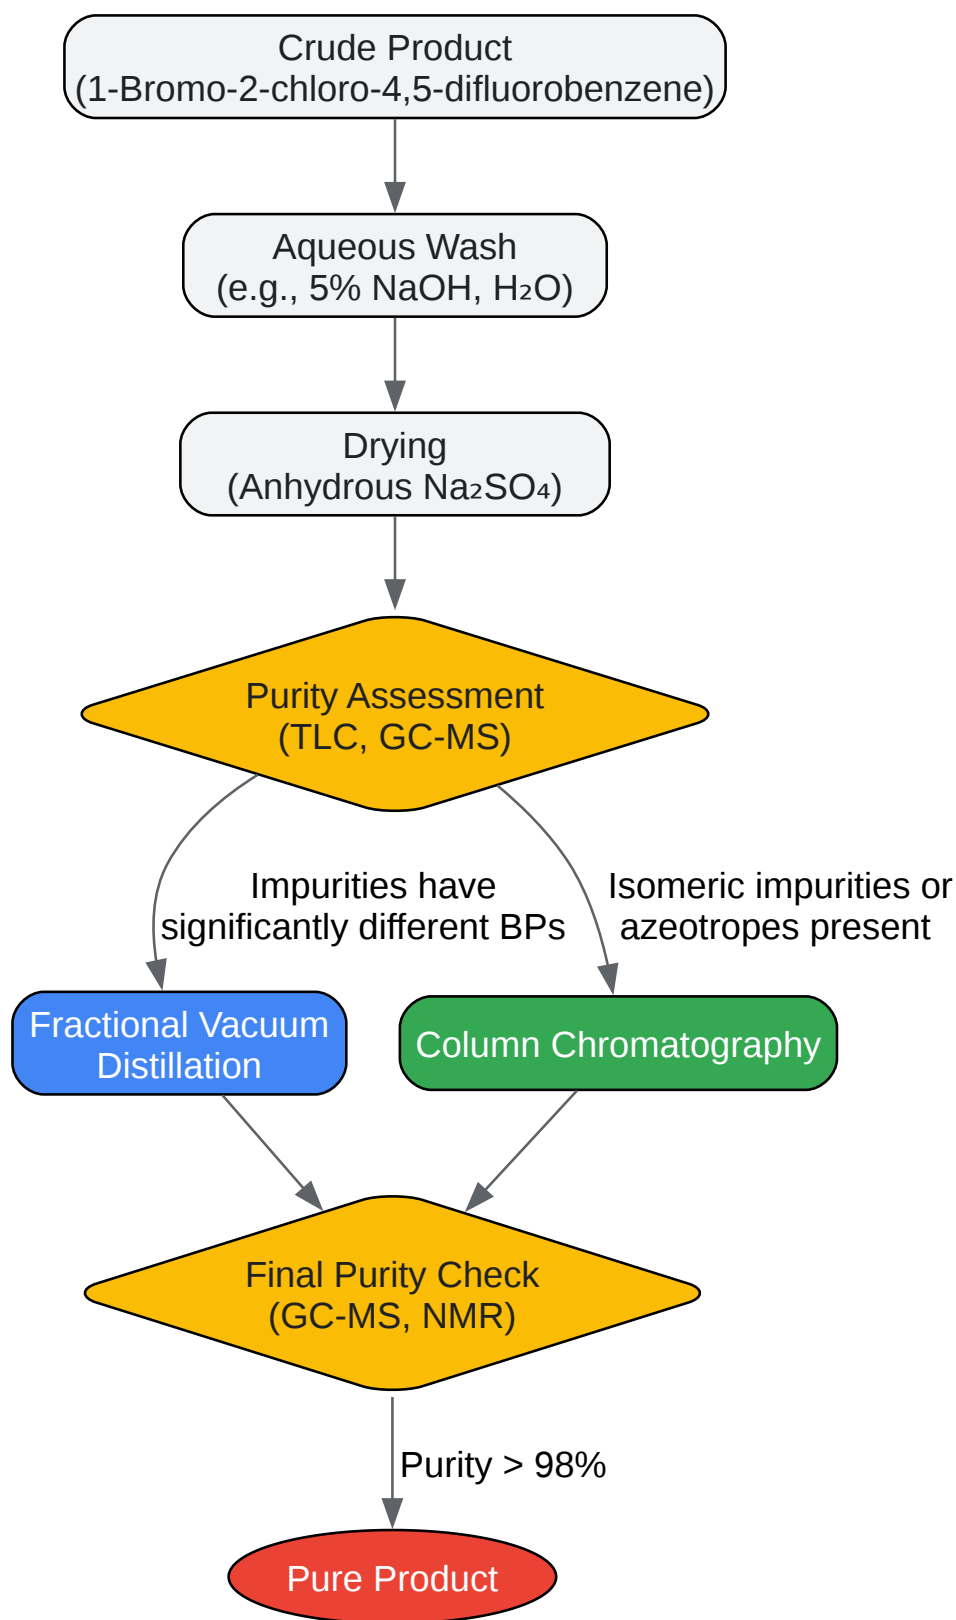 Crude Product
(1-Bromo-2-chloro-4,5-difluorobenzene)
Aqueous Wash
(e.g., 5% NaOH, H₂O)
Drying
(Anhydrous Na₂SO₄)
Purity Assessment
(TLC, GC-MS)
Impurities have
significantly different BPs
Isomeric impurities or
azeotropes present
Fractional Vacuum
Distillation
Column Chromatography
Final Purity Check
(GC-MS, NMR)
Purity > 98%
Pure Product